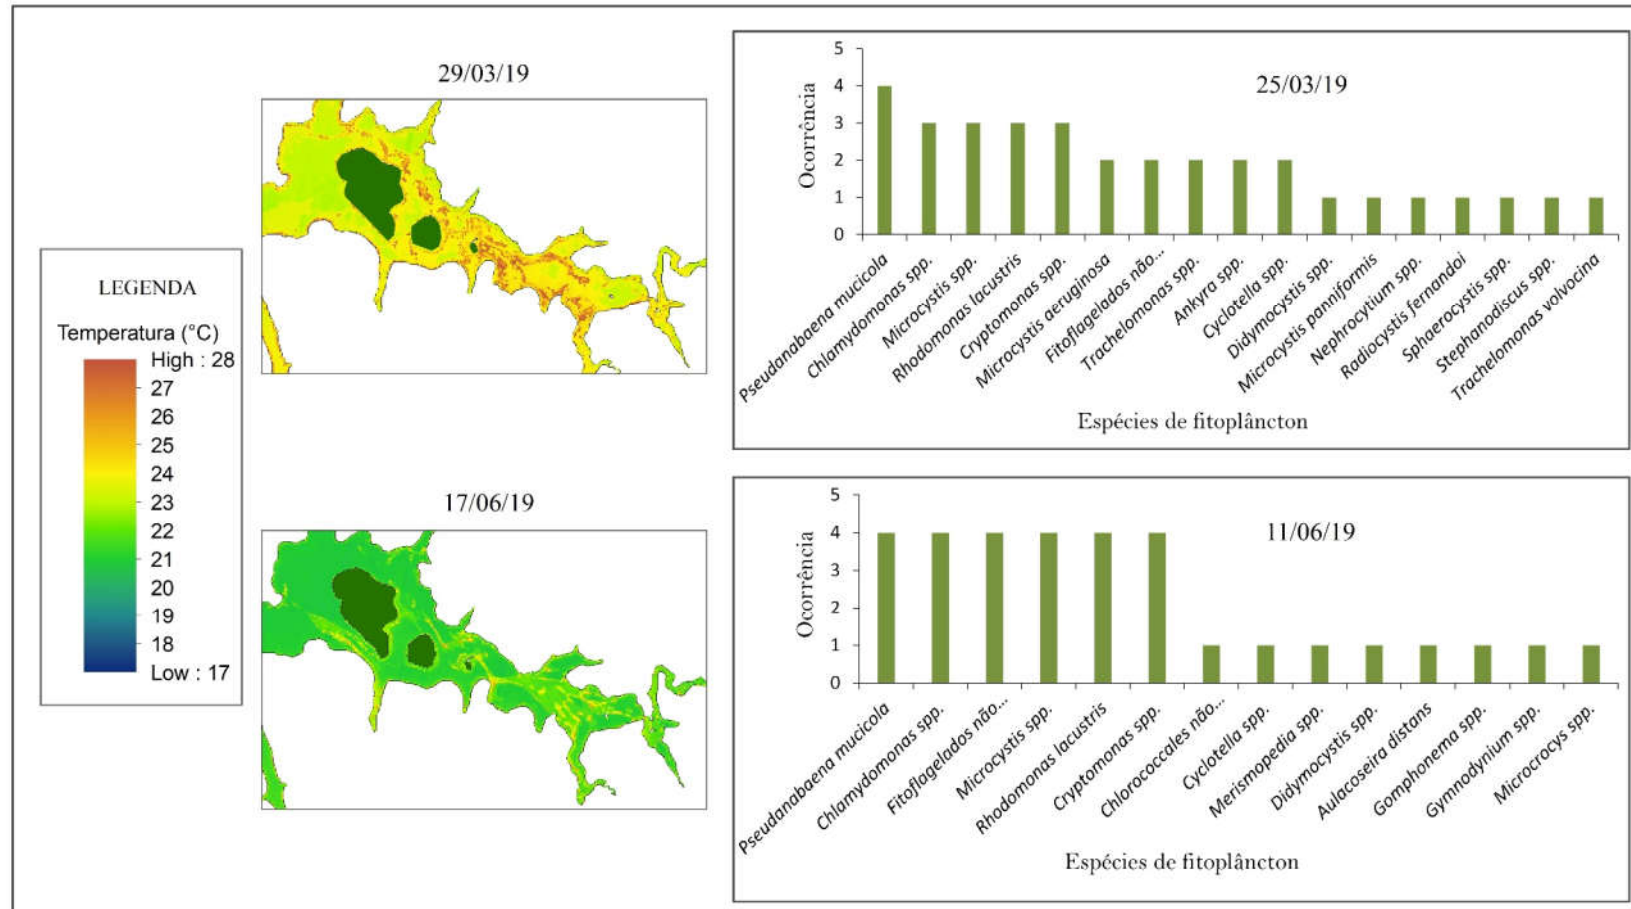 29/03/19
LEGENDA
Temperatura (°C)
High : 28
27
26
25
24
23
22
21
20
19
18
Low : 17
17/06/19
25/03/19
Ocorrência
5
4
3
2
1
0
Pseudanabaena mucicola
Chlamydomonas spp.
Microcystis spp.
Rhodomonas lacustris
Cryptomonas spp.
Microcystis aeruginosa
Fitoflagelados não...
Trachelomonas spp.
Ankyra spp.
Cyclotella spp.
Didymocystis spp.
Microcystis panniformis
Nephrocytium spp.
Radiocystis fernandoi
Sphaerocystis spp.
Stephanodiscus spp.
Trachelomonas volvocina
Espécies de fitoplâncton
11/06/19
Ocorrência
5
4
3
2
1
0
Pseudanabaena mucicola
Chlamydomonas spp.
Fitoflagelados não...
Microcystis spp.
Rhodomonas lacustris
Cryptomonas spp.
Chlorococcales não...
Cyclotella spp.
Merismopedia spp.
Didymocystis spp.
Aulacoseira distans
Gomphonema spp.
Gymnodynium spp.
Microcrocys spp.
Espécies de fitoplâncton